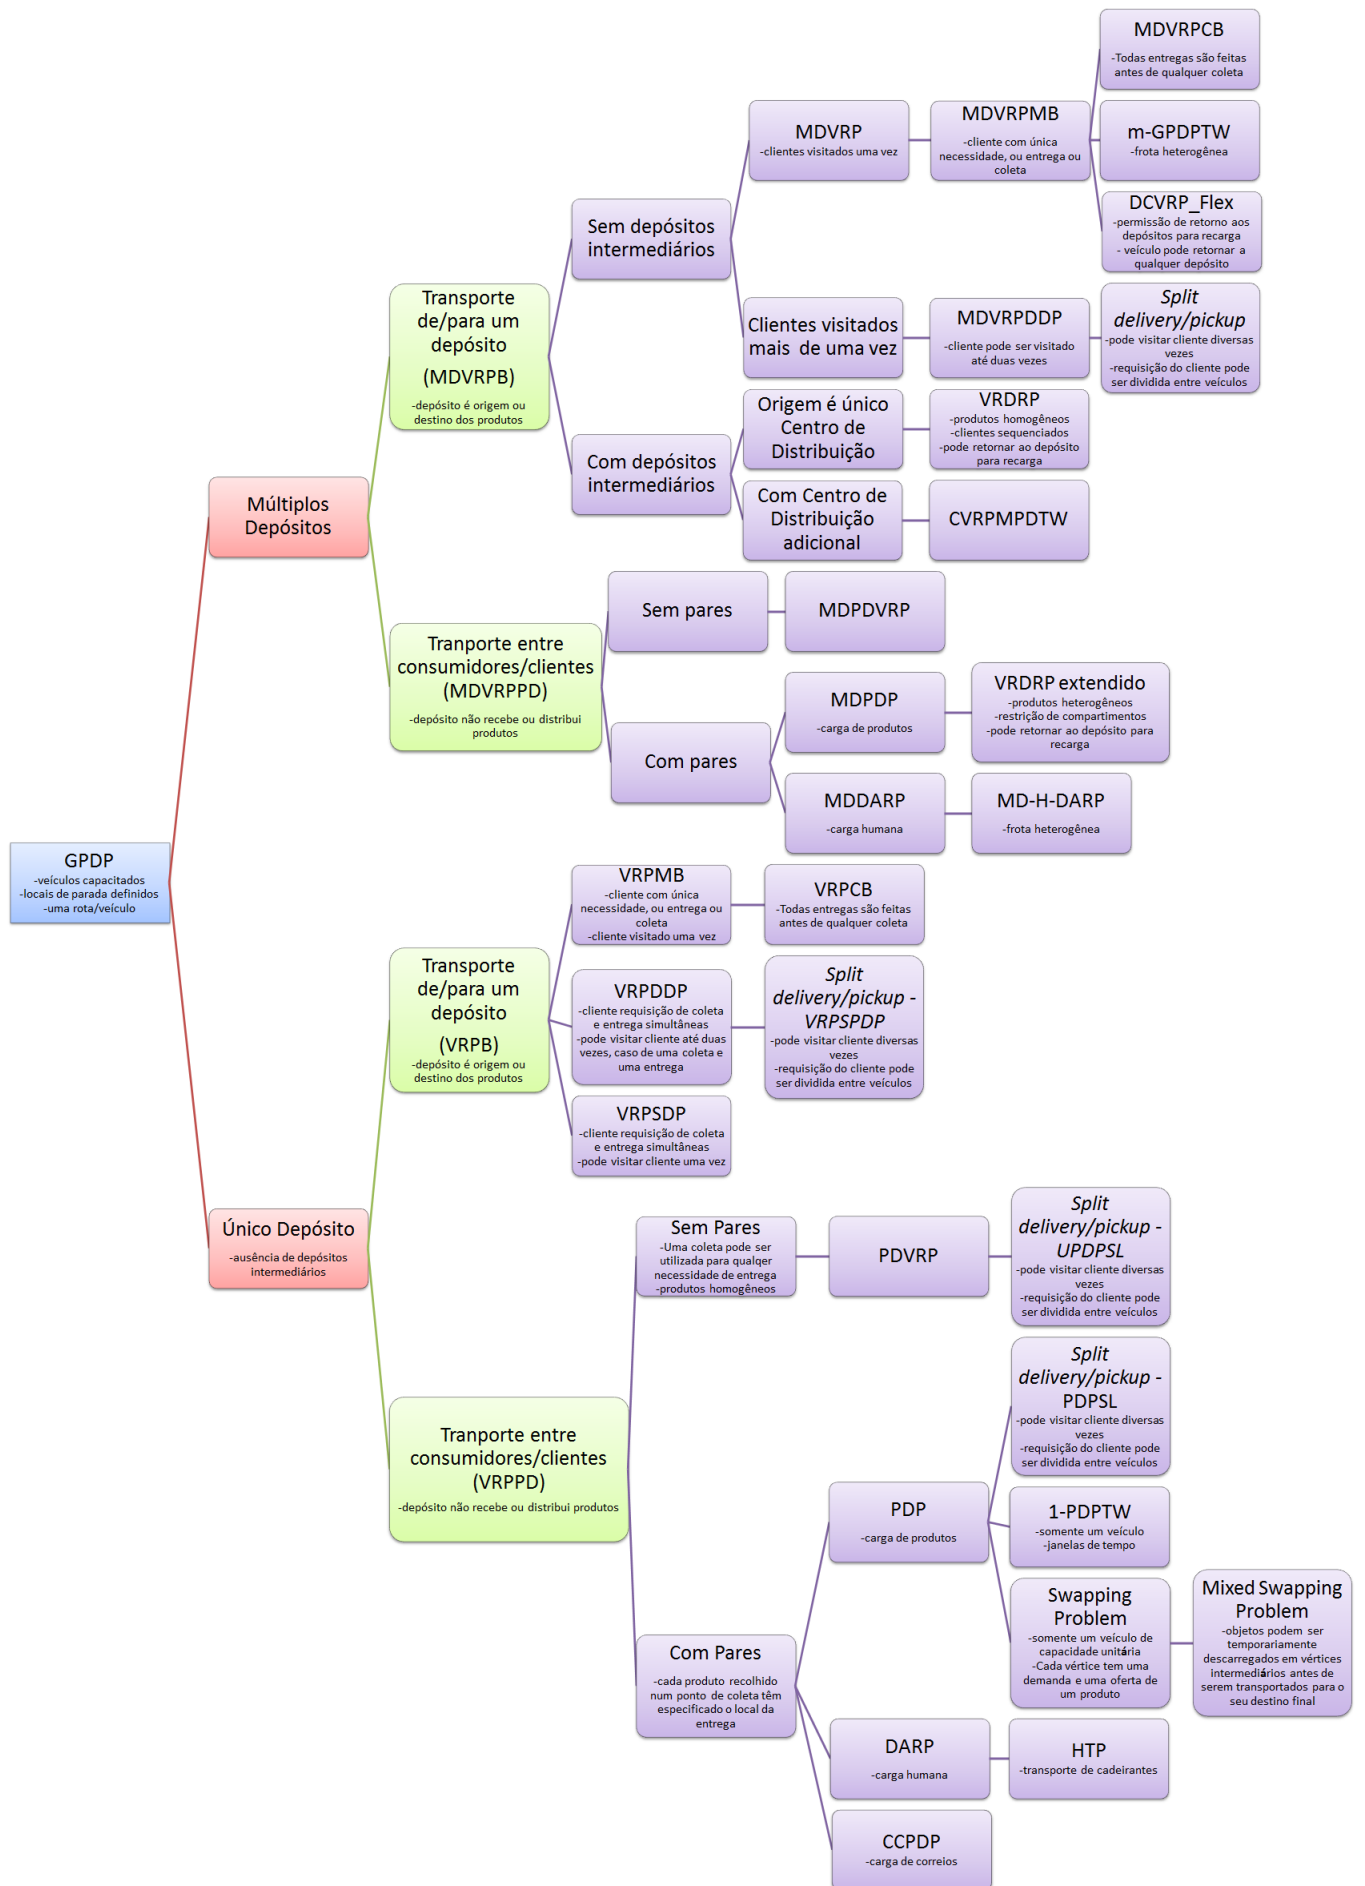 MDVRPCB
-Todas entregas são feitas
antes de qualquer coleta
MDVRP
-clientes visitados uma vez
MDVRPMB
-cliente com única
necessidade, ou entrega ou
coleta
m-GPDPTW
-frota heterogênea
DCVRP_Flex
-permissão de retorno aos
depósitos para recarga
- veículo pode retornar a
qualquer depósito
Sem depósitos
intermediários
Transporte
de/para um
depósito
(MDVRPB)
-depósito é origem ou
destino dos produtos
Clientes visitados
mais de uma vez
MDVRPDDP
-cliente pode ser visitado
até duas vezes
Split
delivery/pickup
-pode visitar cliente diversas
vezes
-requisição do cliente pode
ser dividida entre veículos
Com depósitos
intermediários
Origem é único
Centro de
Distribuição
VRDRP
-produtos homogêneos
-clientes sequenciados
-pode retornar ao depósito
para recarga
Com Centro de
Distribuição
adicional
CVRPMPDTW
Múltiplos
Depósitos
Tranporte entre
consumidores/clientes
(MDVRPPD)
-depósito não recebe ou distribui
produtos
Sem pares
MDPDVRP
Com pares
MDPDP
-carga de produtos
VRDRP extendido
-produtos heterogêneos
-restrição de compartimentos
-pode retornar ao depósito para
recarga
MDDARP
-carga humana
MD-H-DARP
-frota heterogênea
GPDP
-veículos capacitados
-locais de parada definidos
-uma rota/veículo
VRPMB
-cliente com única
necessidade, ou entrega ou
coleta
-cliente visitado uma vez
VRPCB
-Todas entregas são feitas
antes de qualquer coleta
Transporte
de/para um
depósito
(VRPB)
-depósito é origem ou
destino dos produtos
VRPDDP
-cliente requisição de coleta
e entrega simultâneas
-pode visitar cliente até duas
vezes, caso de uma coleta e
uma entrega
Split
delivery/pickup -
VRPSPDP
-pode visitar cliente diversas
vezes
-requisição do cliente pode
ser dividida entre veículos
VRPSDP
-cliente requisição de coleta
e entrega simultâneas
-pode visitar cliente uma vez
Único Depósito
-ausência de depósitos
intermediários
Sem Pares
-Uma coleta pode ser
utilizada para qualqer
necessidade de entrega
-produtos homogêneos
PDVRP
Split
delivery/pickup -
UPDPSL
-pode visitar cliente diversas
vezes
-requisição do cliente pode
ser dividida entre veículos
Tranporte entre
consumidores/clientes
(VRPPD)
-depósito não recebe ou distribui produtos
Com Pares
-cada produto recolhido
num ponto de coleta têm
especificado o local da
entrega
PDP
-carga de produtos
Split
delivery/pickup -
PDPSL
-pode visitar cliente diversas
vezes
-requisição do cliente pode
ser dividida entre veículos
1-PDPTW
-somente um veículo
-janelas de tempo
Swapping
Problem
-somente um veículo de
capacidade unitária
-Cada vértice tem uma
demanda e uma oferta de
um produto
Mixed Swapping
Problem
-objetos podem ser
temporariamente
descarregados em vértices
intermediários antes de
serem transportados para o
seu destino final
DARP
-carga humana
HTP
-transporte de cadeirantes
CCPDP
-carga de correios